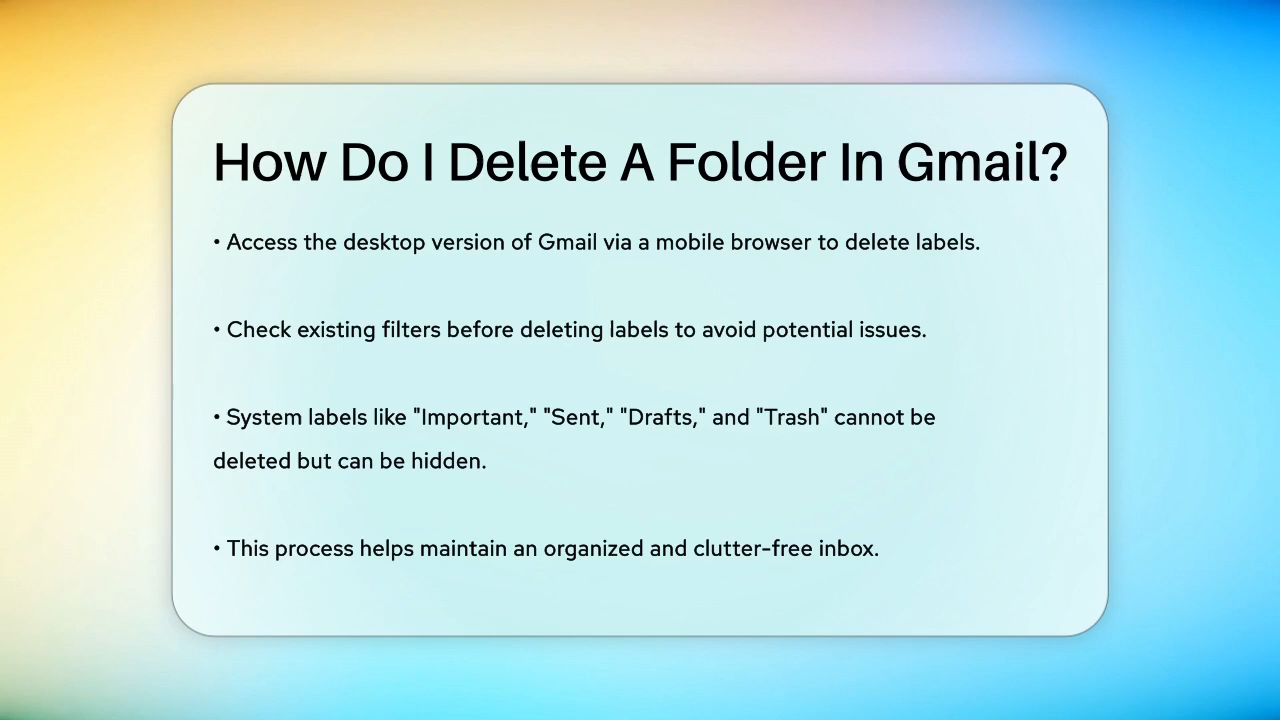 How Do I Delete A Folder In Gmail?
• Access the desktop version of Gmail via a mobile browser to delete labels.
• Check existing filters before deleting labels to avoid potential issues.
• System labels like "Important," "Sent," "Drafts," and "Trash" cannot be
deleted but can be hidden.
• This process helps maintain an organized and clutter-free inbox.